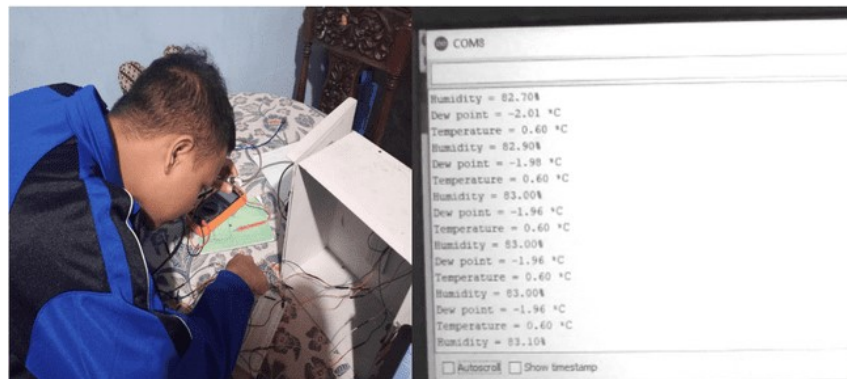 COM8
Humidity = 82.70%
Dew point = -2.01 °C
Temperature = 0.60 °C
Humidity = 82.90%
Dew point = -1.98 °C
Temperature = 0.60 °C
Humidity = 83.00%
Dew point = -1.96 °C
Temperature = 0.60 °C
Humidity = 83.00%
Dew point = -1.96 °C
Temperature = 0.60 °C
Humidity = 83.00%
Dew point = -1.96 °C
Temperature = 0.60 °C
Humidity = 83.10%
Autoscroll Show timestamp